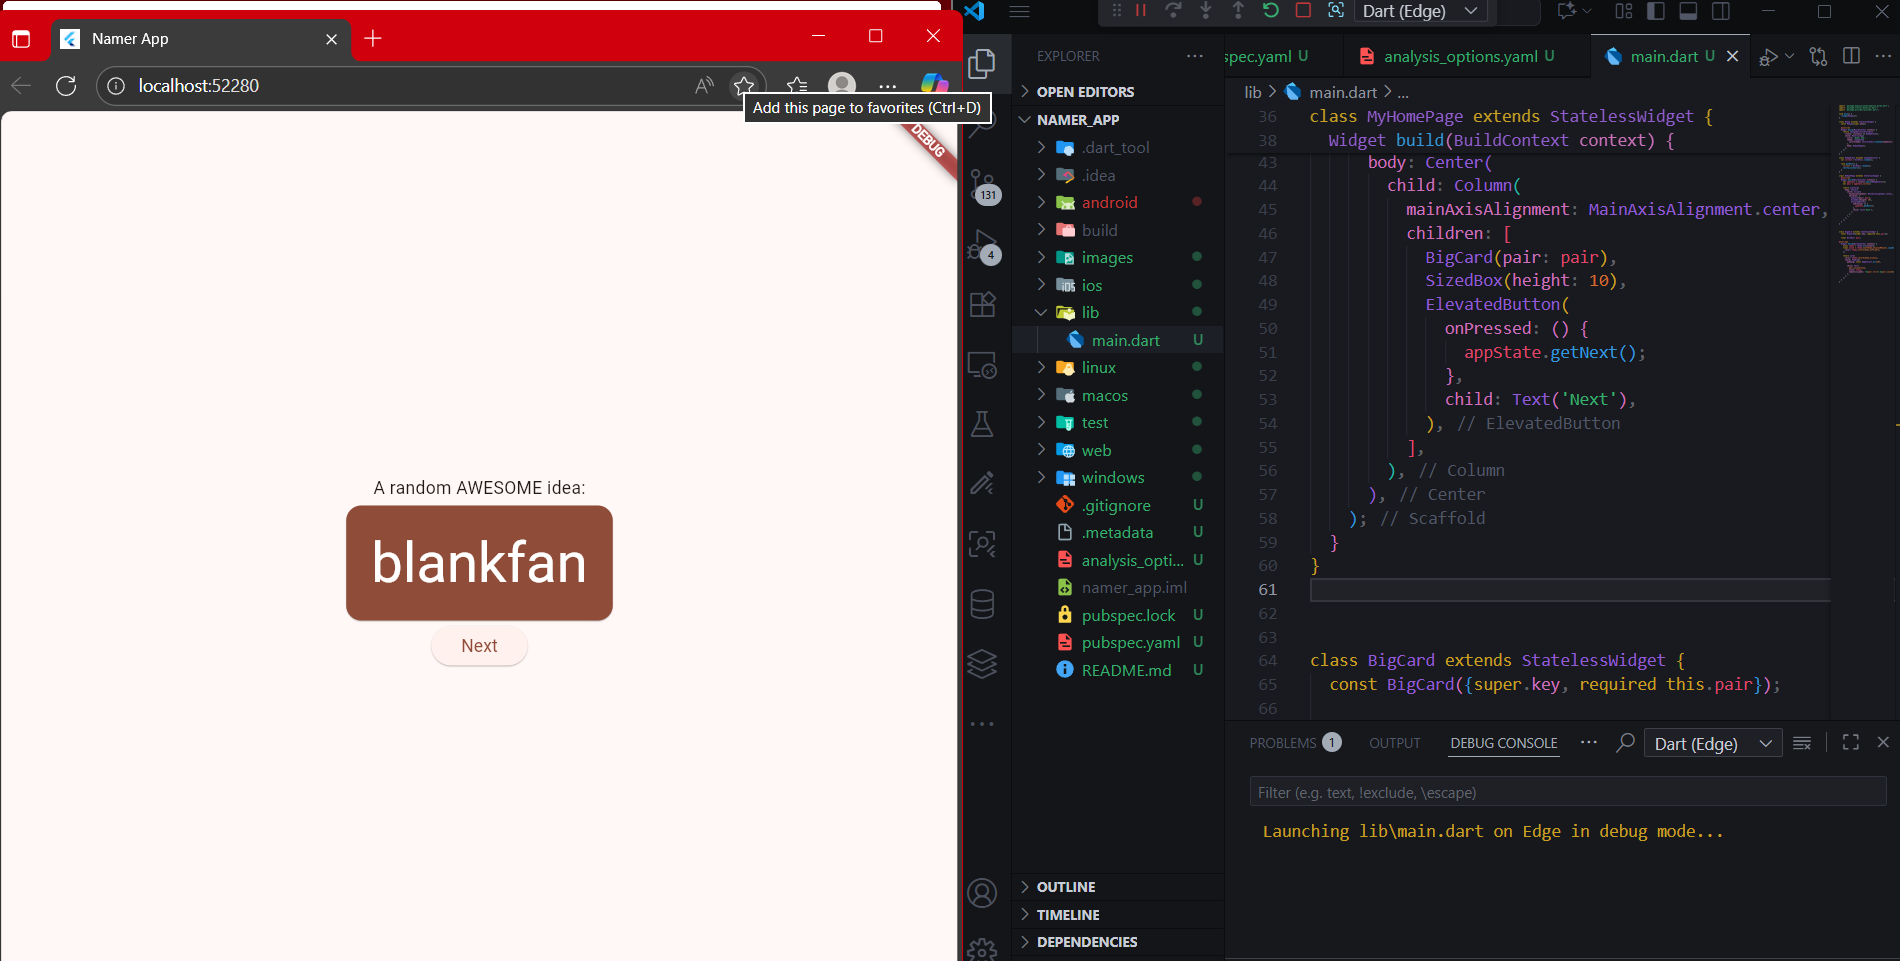 Namer App
localhost:52280
Add this page to favorites (Ctrl+D)
DEBUG
A random AWESOME idea:
blankfan
Next
Dart (Edge)
EXPLORER
OPEN EDITORS
NAMER_APP
.dart_tool
.idea
android
build
images
ios
lib
main.dart U
linux
macos
test
web
windows
.gitignore U
.metadata U
analysis_opti... U
namer_app.iml
pubspec.lock U
pubspec.yaml U
README.md U
OUTLINE
TIMELINE
DEPENDENCIES
131
4
spec.yaml U
analysis_options.yaml U
main.dart U
lib > main.dart > ...
36 class MyHomePage extends StatelessWidget {
38 Widget build(BuildContext context) {
43 body: Center(
44 child: Column(
45 mainAxisAlignment: MainAxisAlignment.center,
46 children: [
47 BigCard(pair: pair),
48 SizedBox(height: 10),
49 ElevatedButton(
50 onPressed: () {
51 appState.getNext();
52 },
53 child: Text('Next'),
54 ), // ElevatedButton
55 ],
56 ), // Column
57 ), // Center
58 ); // Scaffold
59 }
60 }
61
62
63
64 class BigCard extends StatelessWidget {
65 const BigCard({super.key, required this.pair});
66
PROBLEMS 1 OUTPUT DEBUG CONSOLE ... Dart (Edge)
Filter (e.g. text, !exclude, \escape)
Launching lib\main.dart on Edge in debug mode...